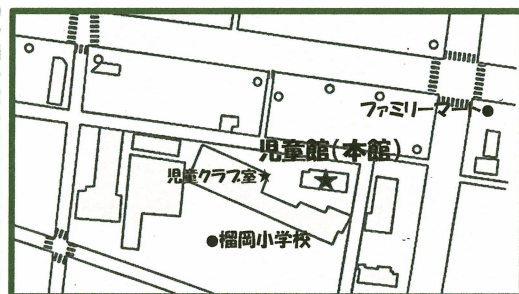 ファミリーマート●
児童館(本館)
児童クラブ室★
●榴岡小学校